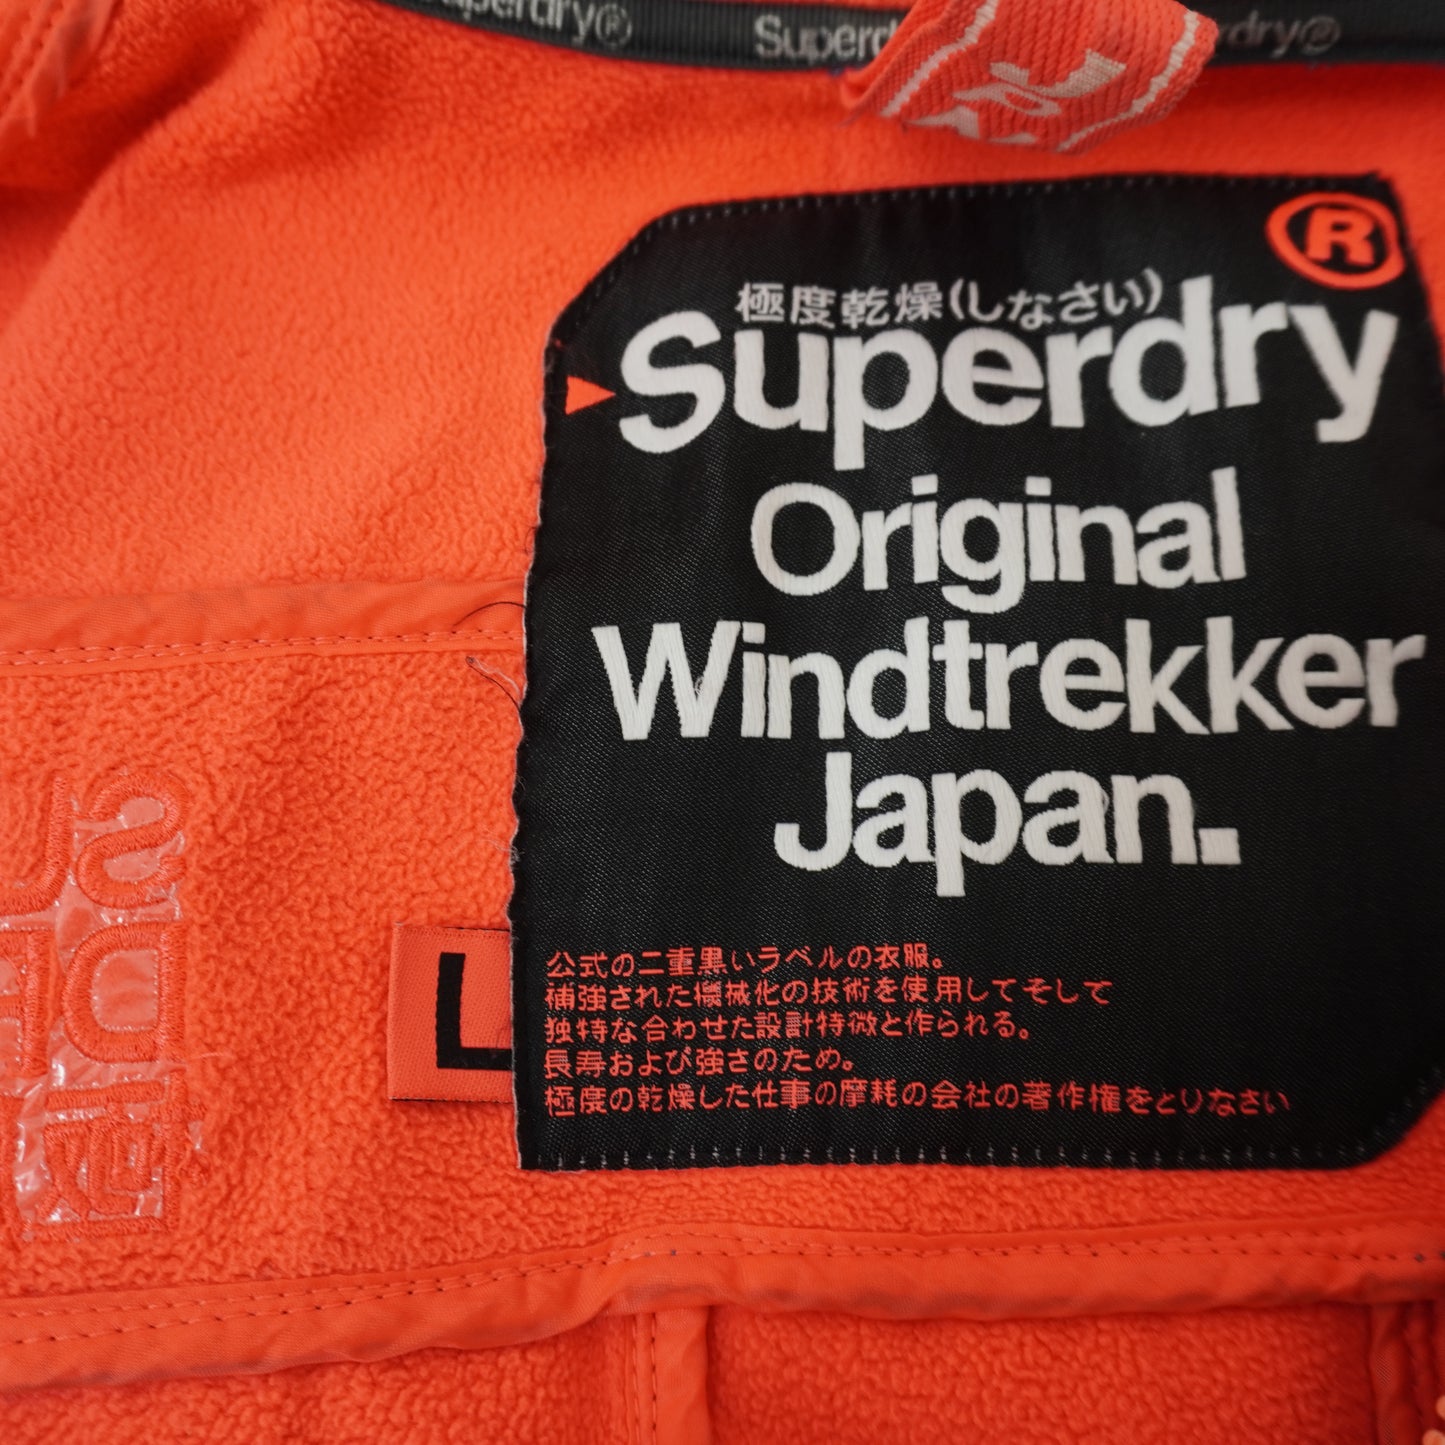 Superdry®
Superd
rdry®
®
極度乾燥(しなさい)
Superdry
Original
Windtrekker
Japan.
L
公式の二重黒いラベルの衣服。
補強された機械化の技術を使用してそして
独特な合わせた設計特徴と作られる。
長寿および強さのため。
極度の乾燥した仕事の摩耗の会社の著作権をとりなさい